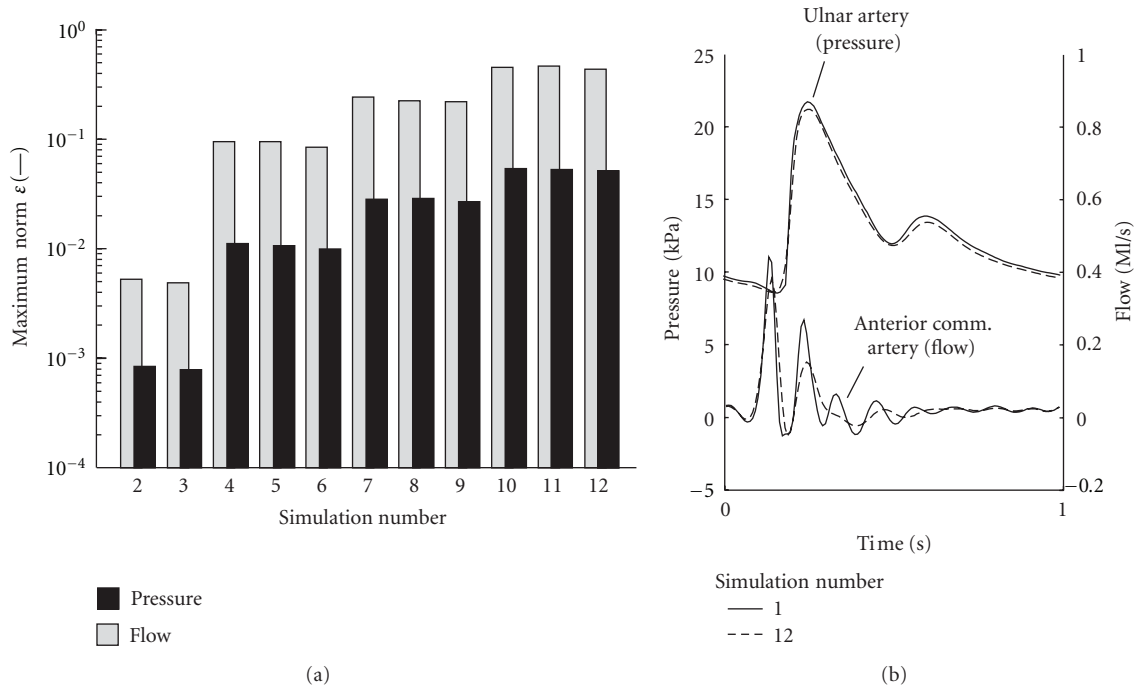 10⁰
10⁻¹
10⁻²
10⁻³
10⁻⁴
Maximum norm ε (—)
2 3 4 5 6 7 8 9 10 11 12
Simulation number
Pressure
Flow
(a)
Ulnar artery
(pressure)
25
20
15
10
5
0
−5
Pressure (kPa)
1
0.8
0.6
0.4
0.2
0
−0.2
Flow (Ml/s)
Anterior comm.
artery (flow)
0 1
Time (s)
Simulation number
1
12
(b)